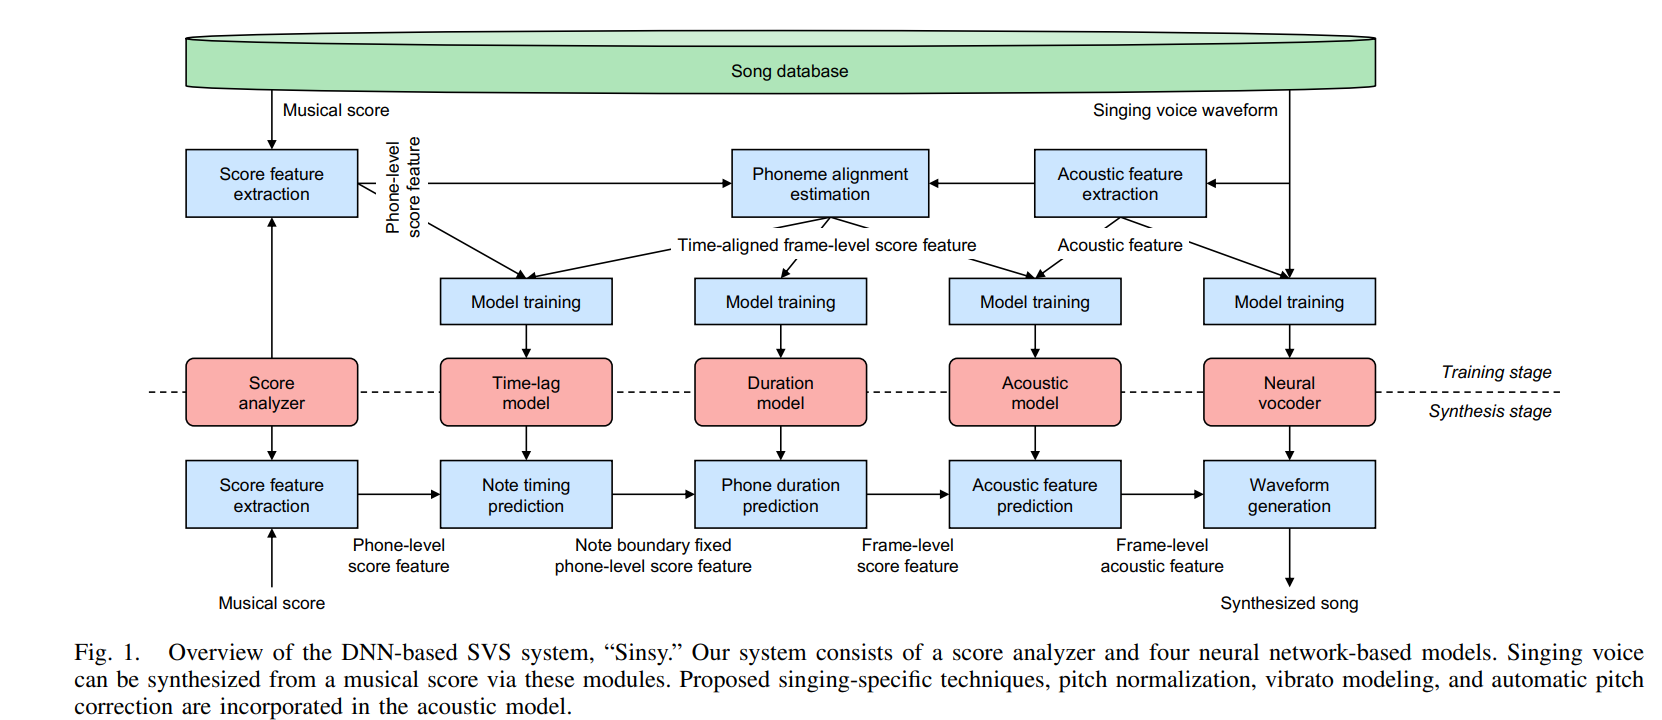 Song database
Musical score
Singing voice waveform
Score feature
extraction
Phone-level
score feature
Phoneme alignment
estimation
Acoustic feature
extraction
Time-aligned frame-level score feature
Acoustic feature
Model training
Model training
Model training
Model training
Score
analyzer
Time-lag
model
Duration
model
Acoustic
model
Neural
vocoder
Training stage
Synthesis stage
Score feature
extraction
Note timing
prediction
Phone duration
prediction
Acoustic feature
prediction
Waveform
generation
Phone-level
score feature
Note boundary fixed
phone-level score feature
Frame-level
score feature
Frame-level
acoustic feature
Musical score
Synthesized song
Fig. 1. Overview of the DNN-based SVS system, “Sinsy.” Our system consists of a score analyzer and four neural network-based models. Singing voice
can be synthesized from a musical score via these modules. Proposed singing-specific techniques, pitch normalization, vibrato modeling, and automatic pitch
correction are incorporated in the acoustic model.